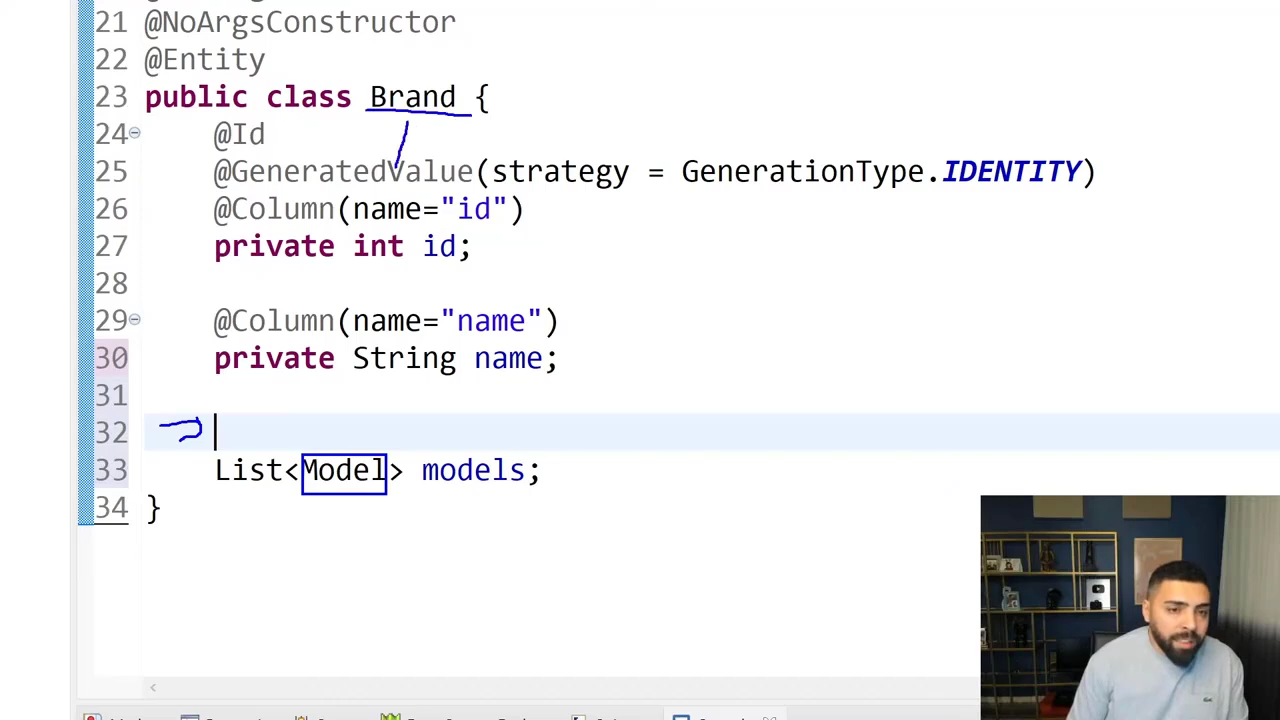 21 @NoArgsConstructor
22 @Entity
23 public class Brand {
24 @Id
25 @GeneratedValue(strategy = GenerationType.IDENTITY)
26 @Column(name="id")
27 private int id;
28
29 @Column(name="name")
30 private String name;
31
32
33 List<Model> models;
34 }